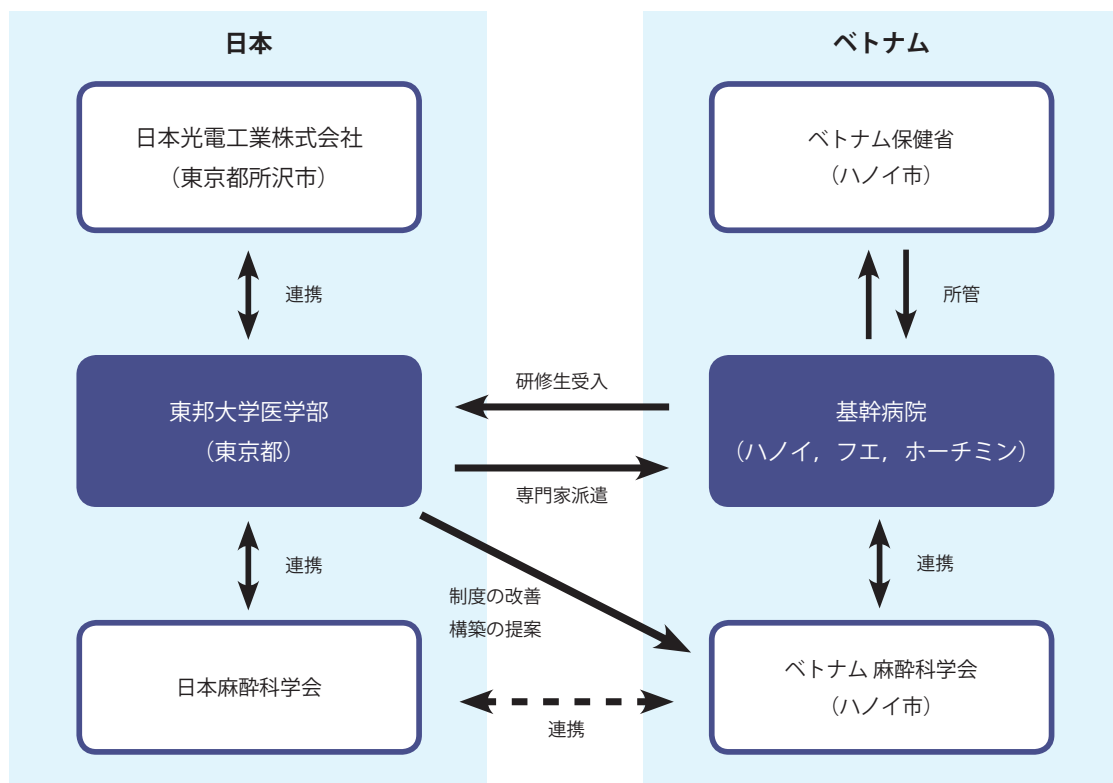 日本
日本光電工業株式会社
（東京都所沢市）
連携
東邦大学医学部
（東京都）
連携
日本麻酔科学会
研修生受入
専門家派遣
制度の改善
構築の提案
連携
ベトナム
ベトナム保健省
（ハノイ市）
所管
基幹病院
（ハノイ，フエ，ホーチミン）
連携
ベトナム 麻酔科学会
（ハノイ市）